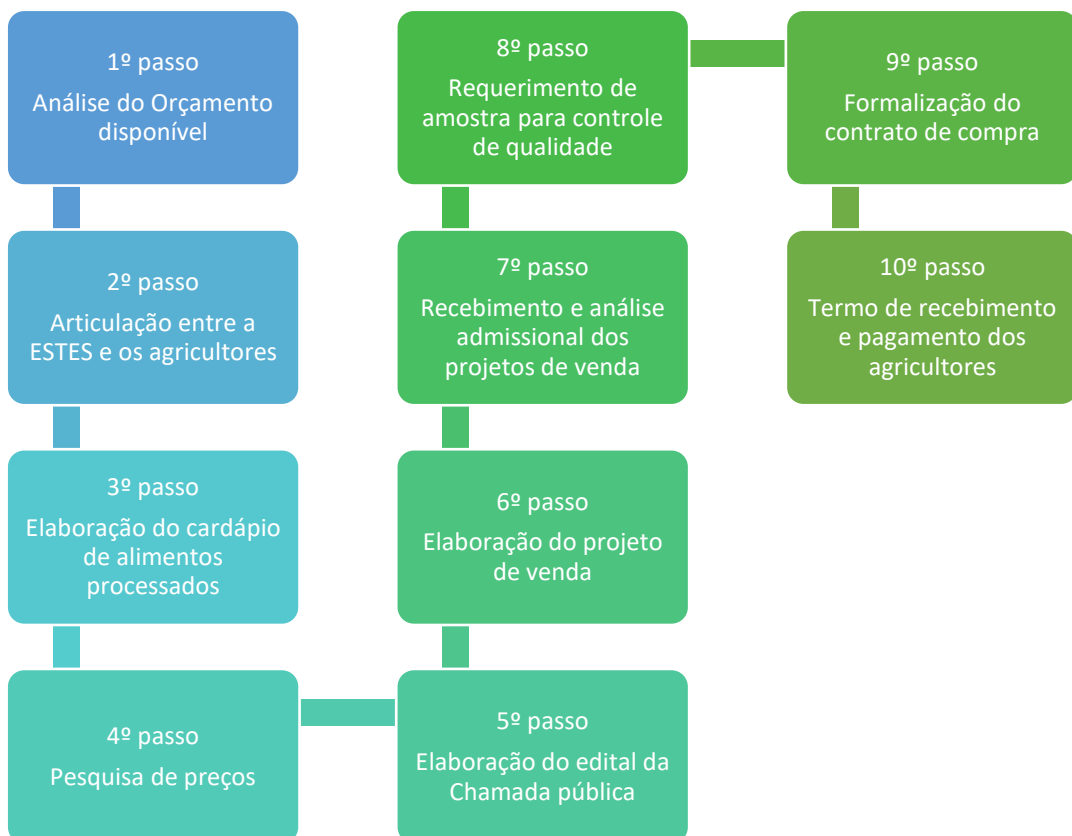 1º passo
Análise do Orçamento
disponível
2º passo
Articulação entre a
ESTES e os agricultores
3º passo
Elaboração do cardápio
de alimentos
processados
4º passo
Pesquisa de preços
5º passo
Elaboração do edital da
Chamada pública
6º passo
Elaboração do projeto
de venda
7º passo
Recebimento e análise
admissional dos
projetos de venda
8º passo
Requerimento de
amostra para controle
de qualidade
9º passo
Formalização do
contrato de compra
10º passo
Termo de recebimento
e pagamento dos
agricultores